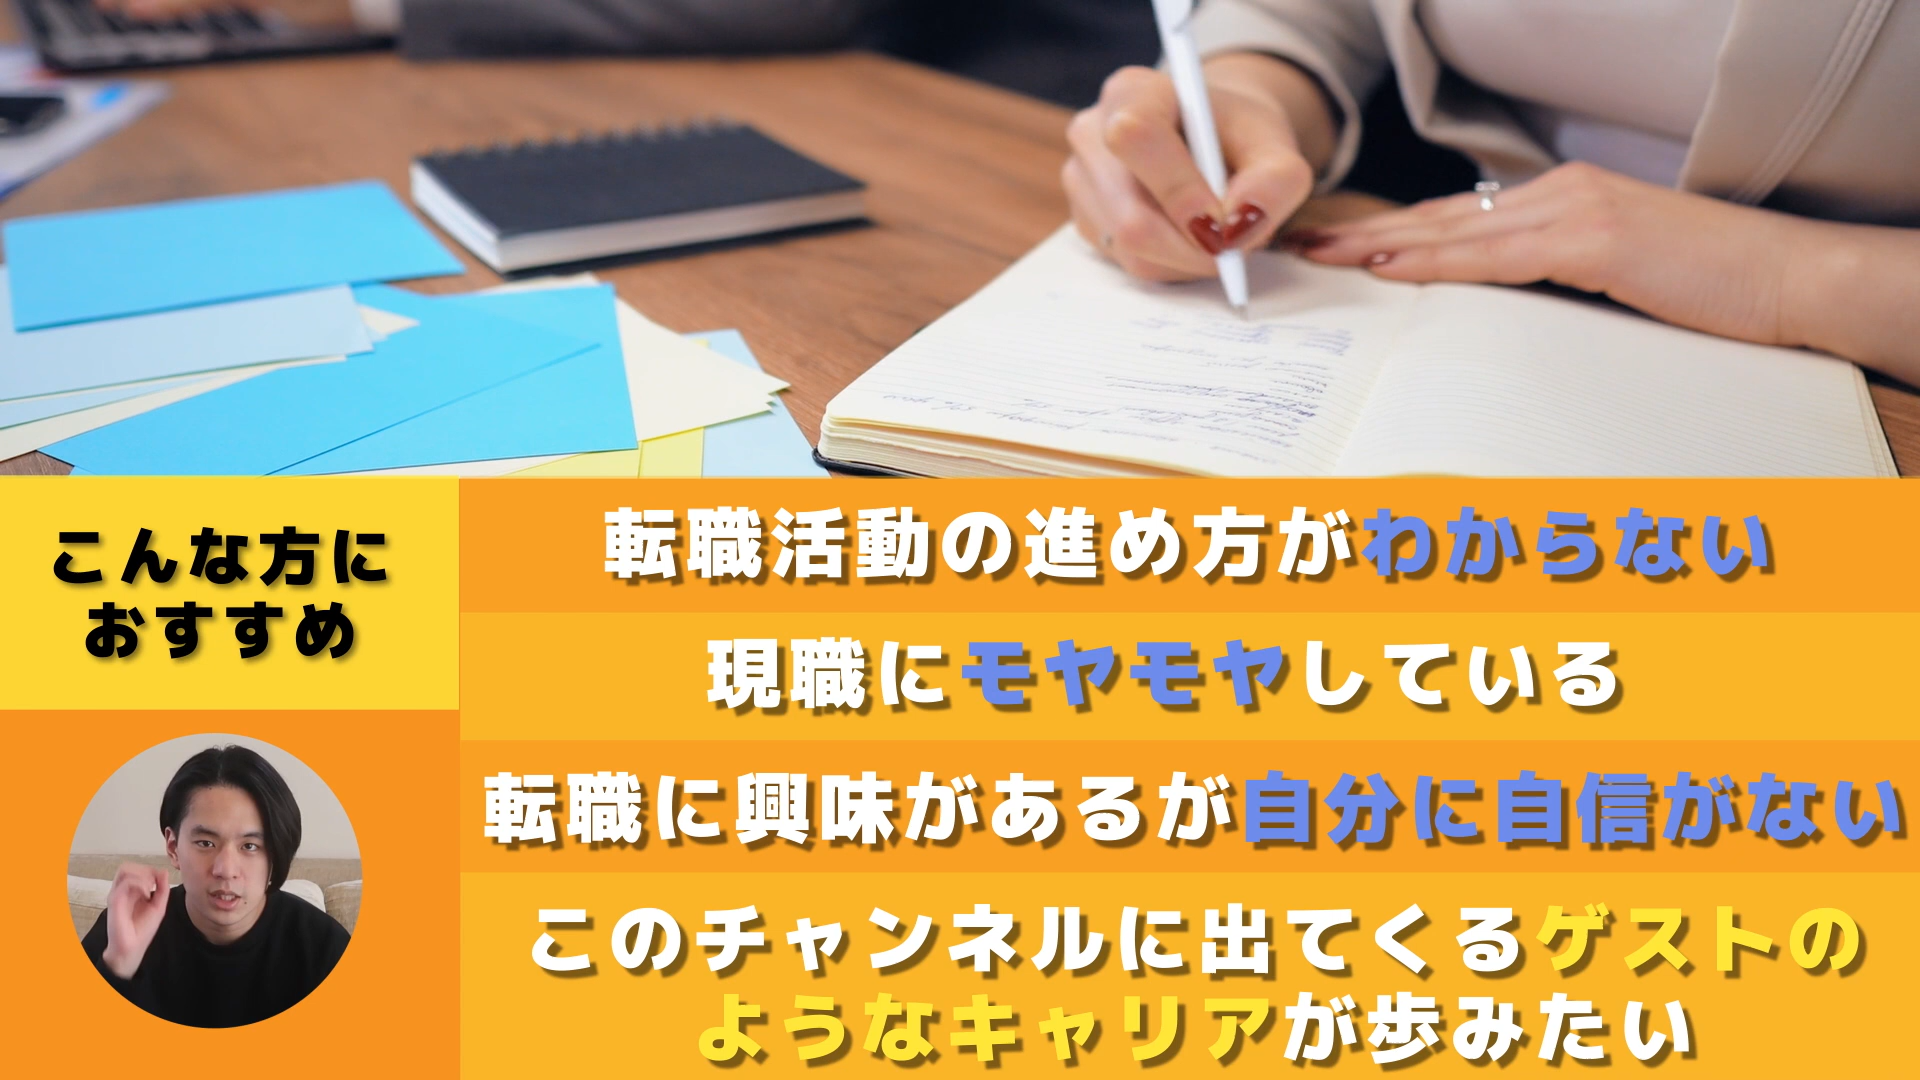 こんな方に
おすすめ
転職活動の進め方がわからない
現職にモヤモヤしている
転職に興味があるが自分に自信がない
このチャンネルに出てくるゲストの
ようなキャリアが歩みたい